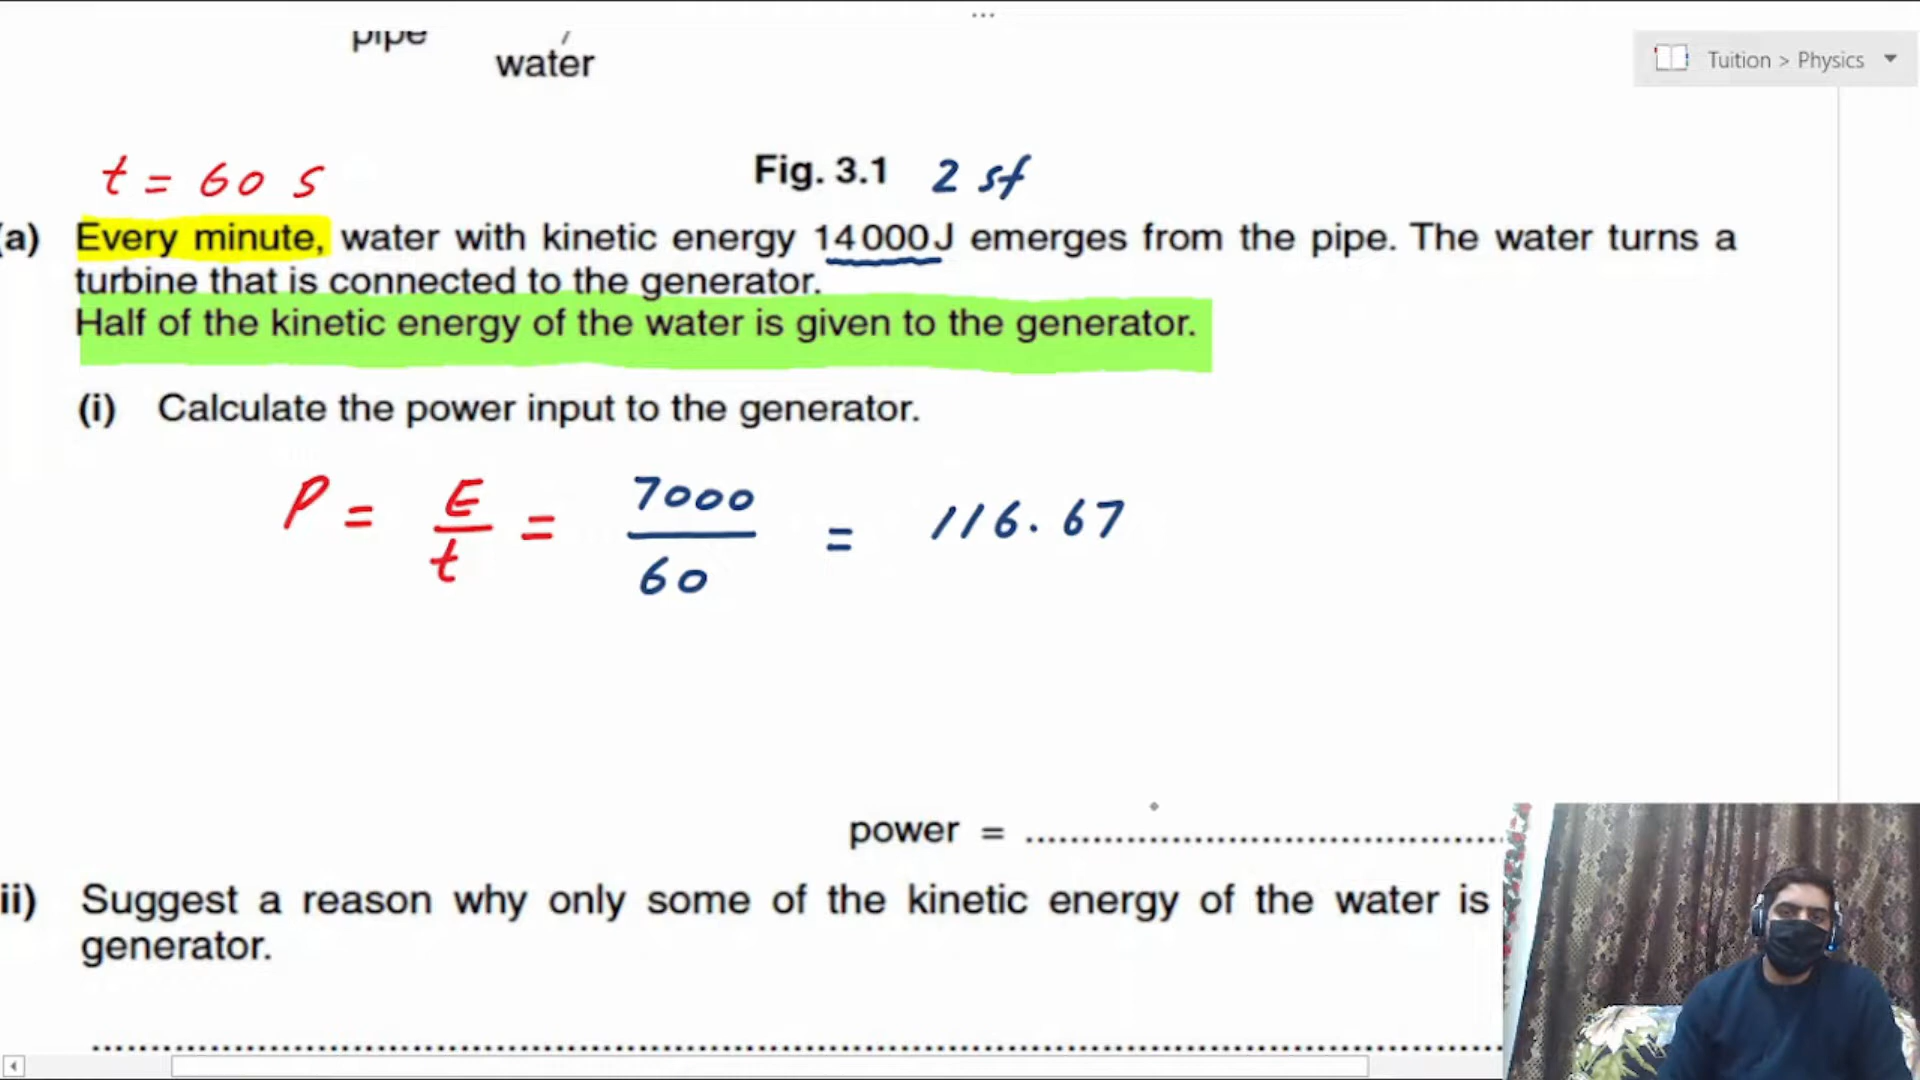 ...
pipe
water
Tuition > Physics
t = 60 s
Fig. 3.1 2 sf
(a) Every minute, water with kinetic energy 14 000 J emerges from the pipe. The water turns a
turbine that is connected to the generator.
Half of the kinetic energy of the water is given to the generator.
(i) Calculate the power input to the generator.
P = E/t = 7000/60 = 116.67
power = ........................................
ii) Suggest a reason why only some of the kinetic energy of the water is
generator.